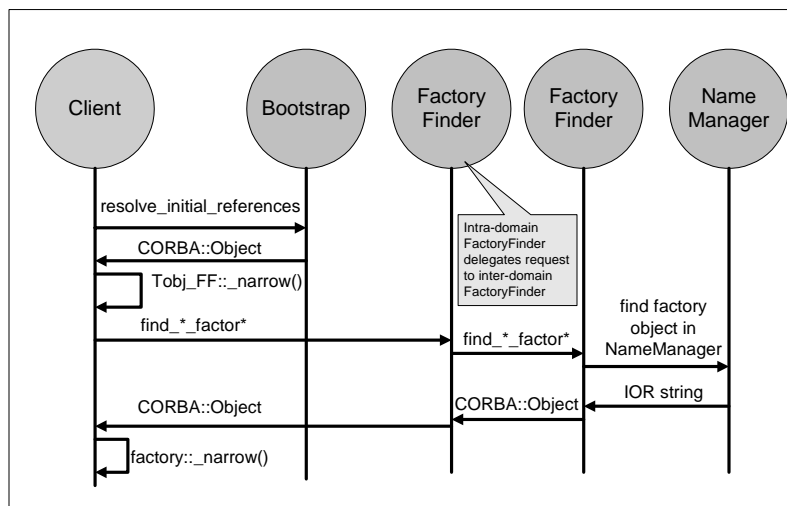 Client
Bootstrap
Factory
Finder
Factory
Finder
Name
Manager
resolve_initial_references
CORBA::Object
Tobj_FF::_narrow()
Intra-domain
FactoryFinder
delegates request
to inter-domain
FactoryFinder
find_*_factor*
find_*_factor*
find factory
object in
NameManager
IOR string
CORBA::Object
CORBA::Object
factory::_narrow()